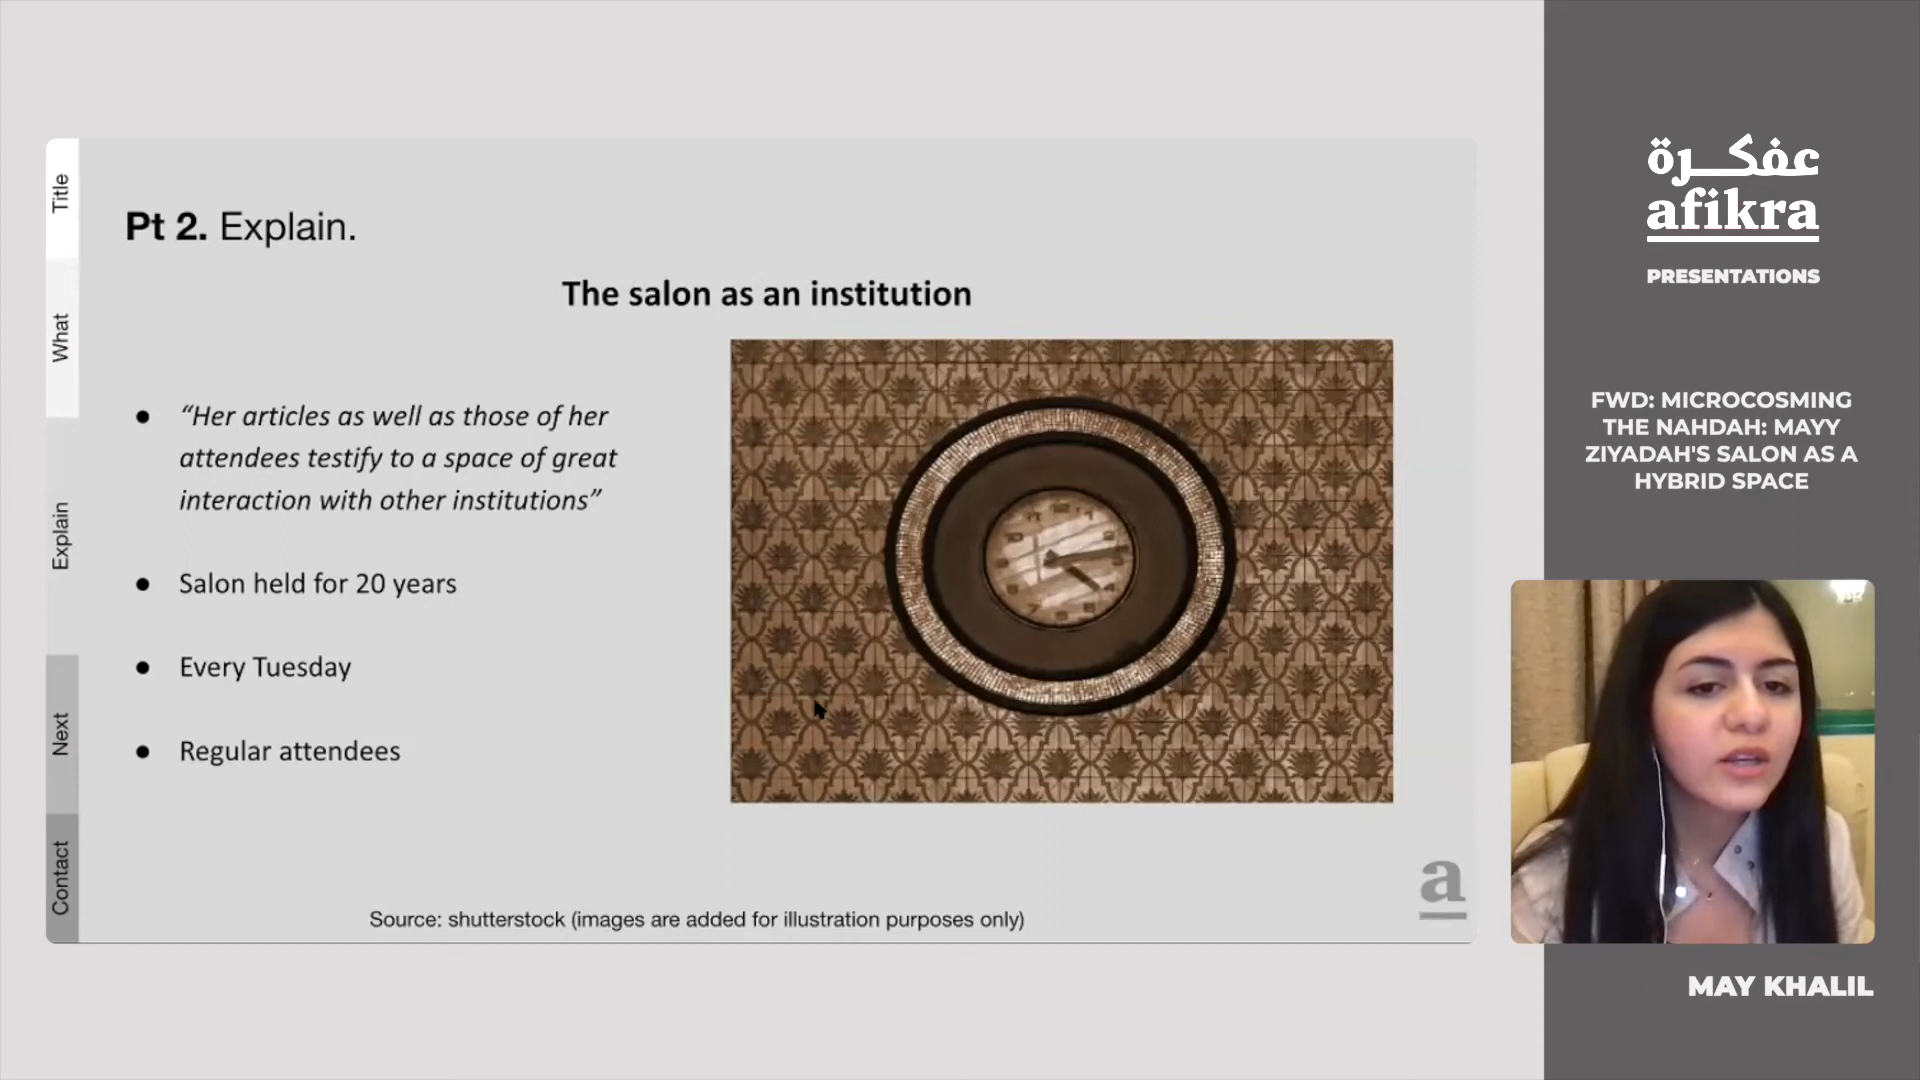 Title
What
Explain
Next
Contact
Pt 2. Explain.
The salon as an institution
● “Her articles as well as those of her
attendees testify to a space of great
interaction with other institutions”
● Salon held for 20 years
● Every Tuesday
● Regular attendees
Source: shutterstock (images are added for illustration purposes only)
a
عفكرة
afikra
PRESENTATIONS
FWD: MICROCOSMING
THE NAHDAH: MAYY
ZIYADAH'S SALON AS A
HYBRID SPACE
MAY KHALIL